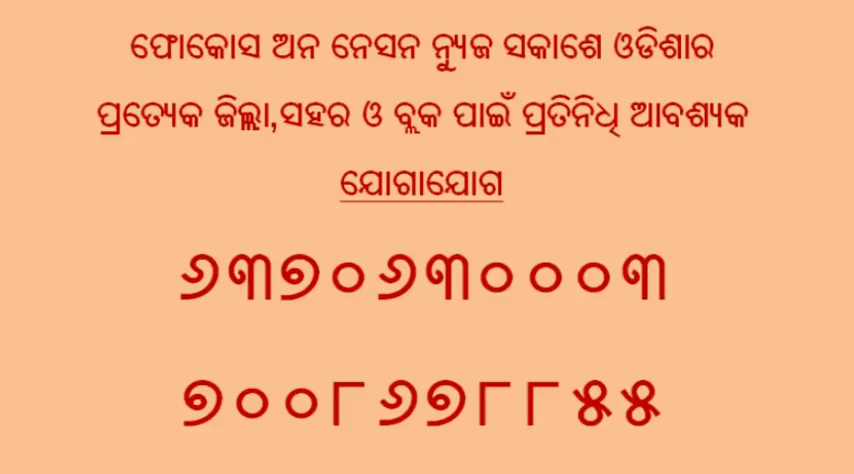 ଫୋକୋସ ଅନ ନେସନ ନ୍ୟୁଜ ସକାଶେ ଓଡିଶାର
ପ୍ରତ୍ୟେକ ଜିଲ୍ଲା,ସହର ଓ ବ୍ଲକ ପାଇଁ ପ୍ରତିନିଧି ଆବଶ୍ୟକ
ଯୋଗାଯୋଗ
୬୩୭୦୬୩୦୦୦୩
୭୦୦୮୬୭୮୮୫୫